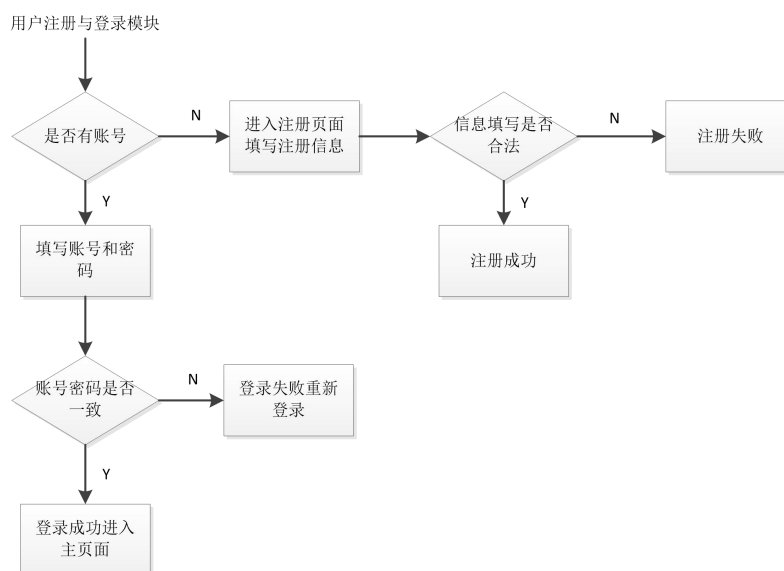 用户注册与登录模块
是否有账号
N
进入注册页面
填写注册信息
信息填写是否
合法
N
注册失败
Y
填写账号和密
码
Y
注册成功
账号密码是否
一致
N
登录失败重新
登录
Y
登录成功进入
主页面